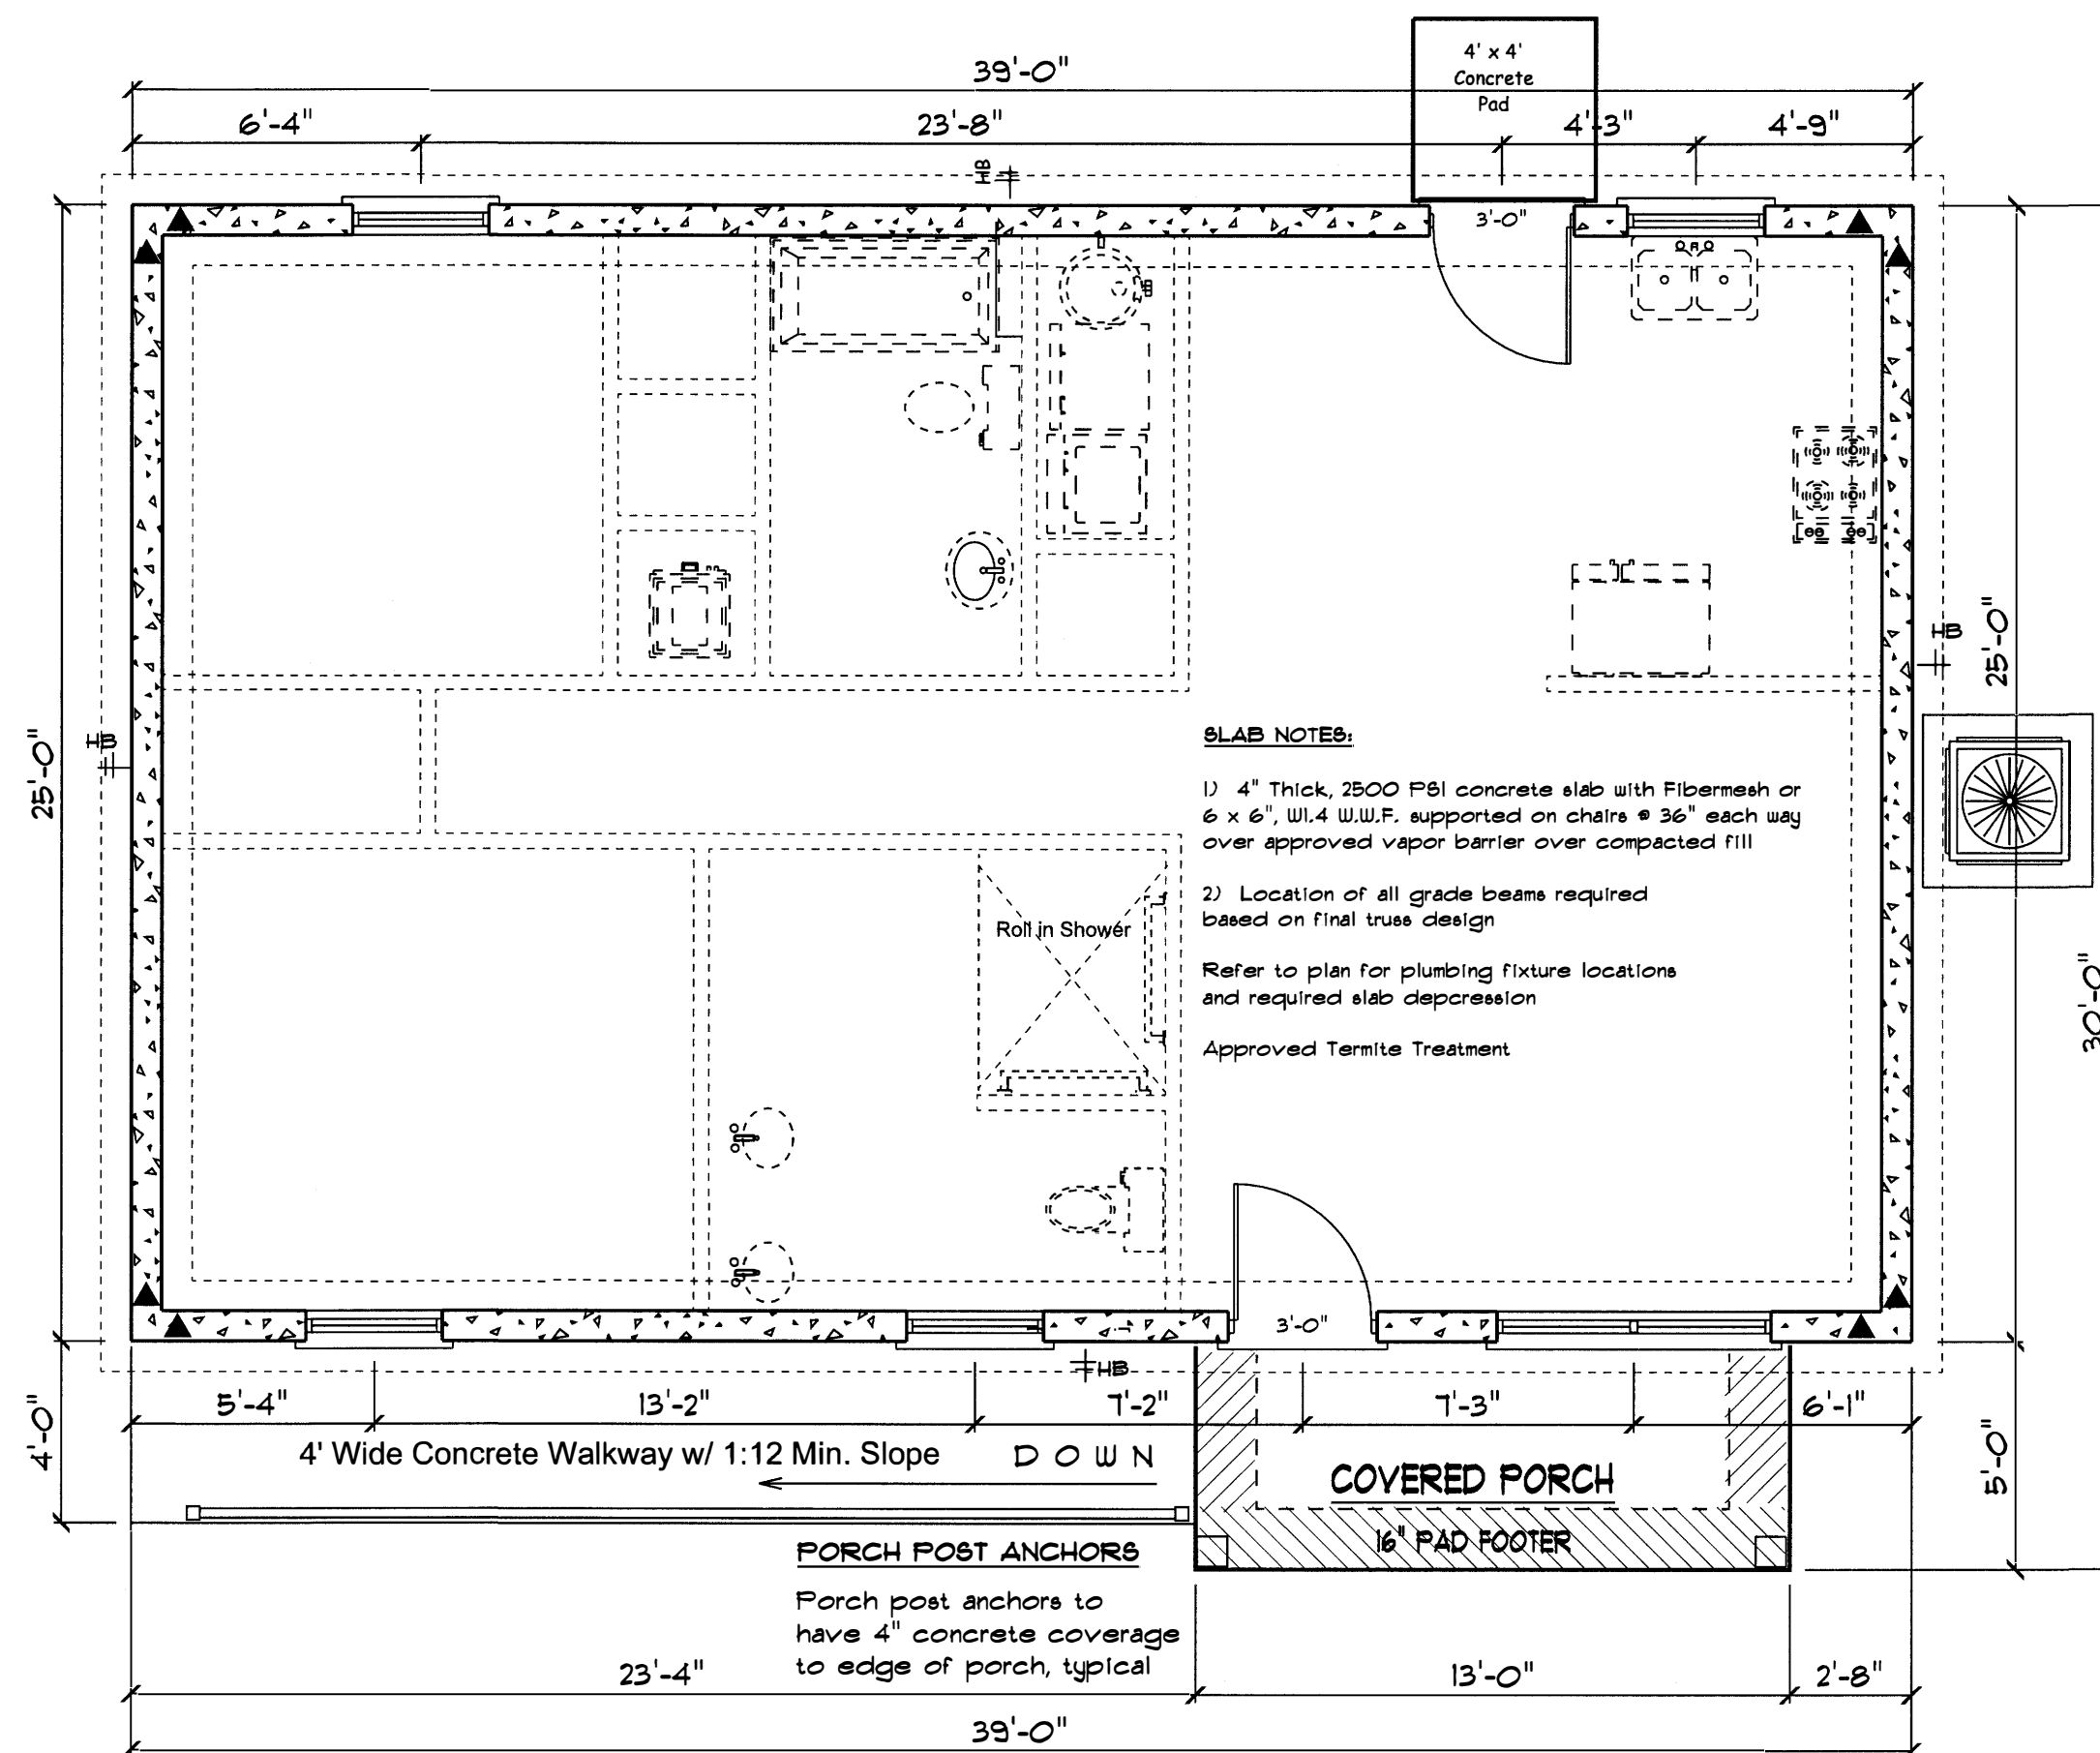 4' x 4'
Concrete
Pad
39'-0"
6'-4"
23'-8"
4'-3"
4'-9"
HB
3'-0"
25'-0"
HB
25'-0"
HB
30'-0"
SLAB NOTES:
1) 4" Thick, 2500 PSI concrete slab with Fibermesh or
6 x 6", W1.4 W.W.F. supported on chairs @ 36" each way
over approved vapor barrier over compacted fill
2) Location of all grade beams required
based on final truss design
Refer to plan for plumbing fixture locations
and required slab depcression
Approved Termite Treatment
Roll in Shower
3'-0"
HB
5'-4"
13'-2"
7'-2"
7'-3"
6'-1"
4'-0"
5'-0"
4' Wide Concrete Walkway w/ 1:12 Min. Slope
DOWN
COVERED PORCH
16" PAD FOOTER
PORCH POST ANCHORS
Porch post anchors to
have 4" concrete coverage
to edge of porch, typical
23'-4"
13'-0"
2'-8"
39'-0"